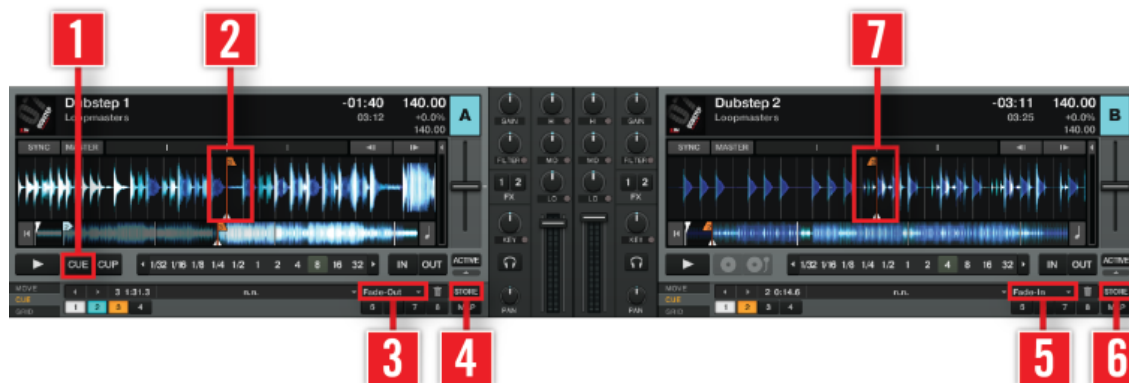 1 2 7
Dubstep 1 -01:40 140.00 A
Loopmasters 03:12 +0.0%
140.00
SYNC MASTER
CUE CUP 1/32 1/16 1/8 1/4 1/2 1 2 4 8 16 32 IN OUT ACTIVE
MOVE 3 1:31.3 n.n. Fade-Out STORE
CUE
GRID 1 2 3 4 6 7 8 MAP
GAIN HI HI GAIN
FILTER MID MID FILTER
1 2 LO LO 1 2
FX FX
KEY KEY
PAN PAN
Dubstep 2 -03:11 140.00 B
Loopmasters 03:25 +0.0%
140.00
SYNC MASTER
1/32 1/16 1/8 1/4 1/2 1 2 4 8 16 32 IN OUT ACTIVE
MOVE 2 0:14.6 n.n. Fade-In STORE
CUE
GRID 1 2 3 4 6 7 8
3 4 5 6